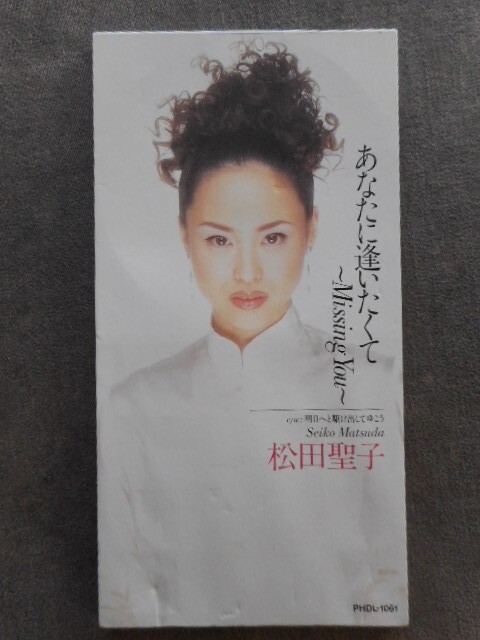 あなたに逢いたくて
～Missing You～
c/w: 明日へと駆け出してゆこう
Seiko Matsuda
松田聖子
PHDL-1061